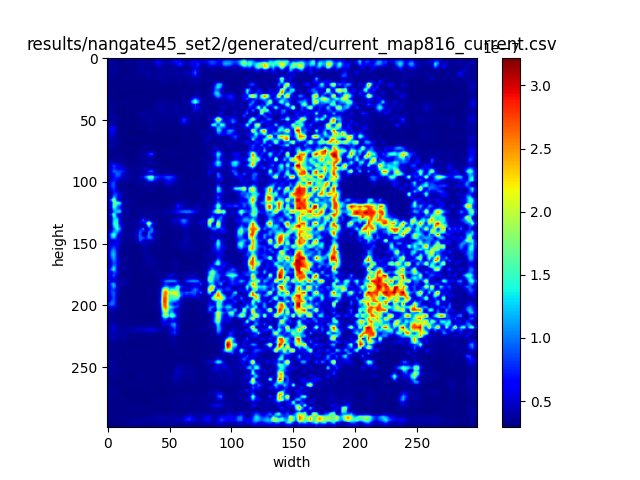 results/nangate45_set2/generated/current_map816_current.csv
1e−7
0
50
100
150
200
250
height
0 50 100 150 200 250
width
3.0
2.5
2.0
1.5
1.0
0.5